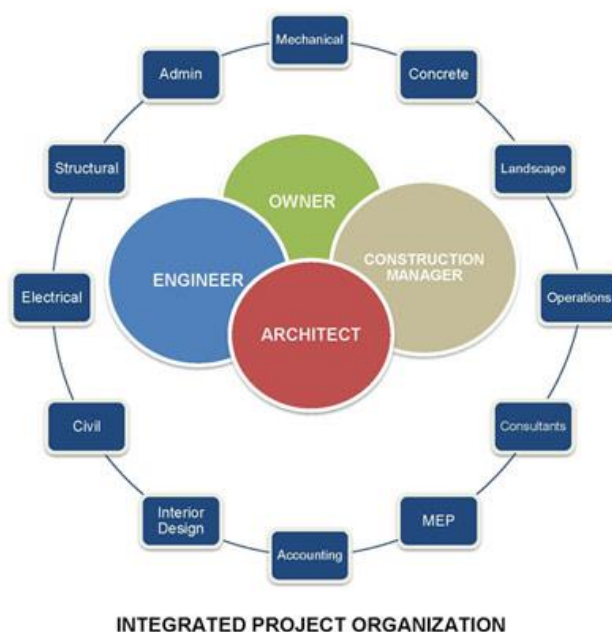 Mechanical
Admin
Concrete
Structural
Landscape
OWNER
ENGINEER
CONSTRUCTION
MANAGER
Electrical
Operations
ARCHITECT
Civil
Consultants
Interior
Design
MEP
Accounting
INTEGRATED PROJECT ORGANIZATION